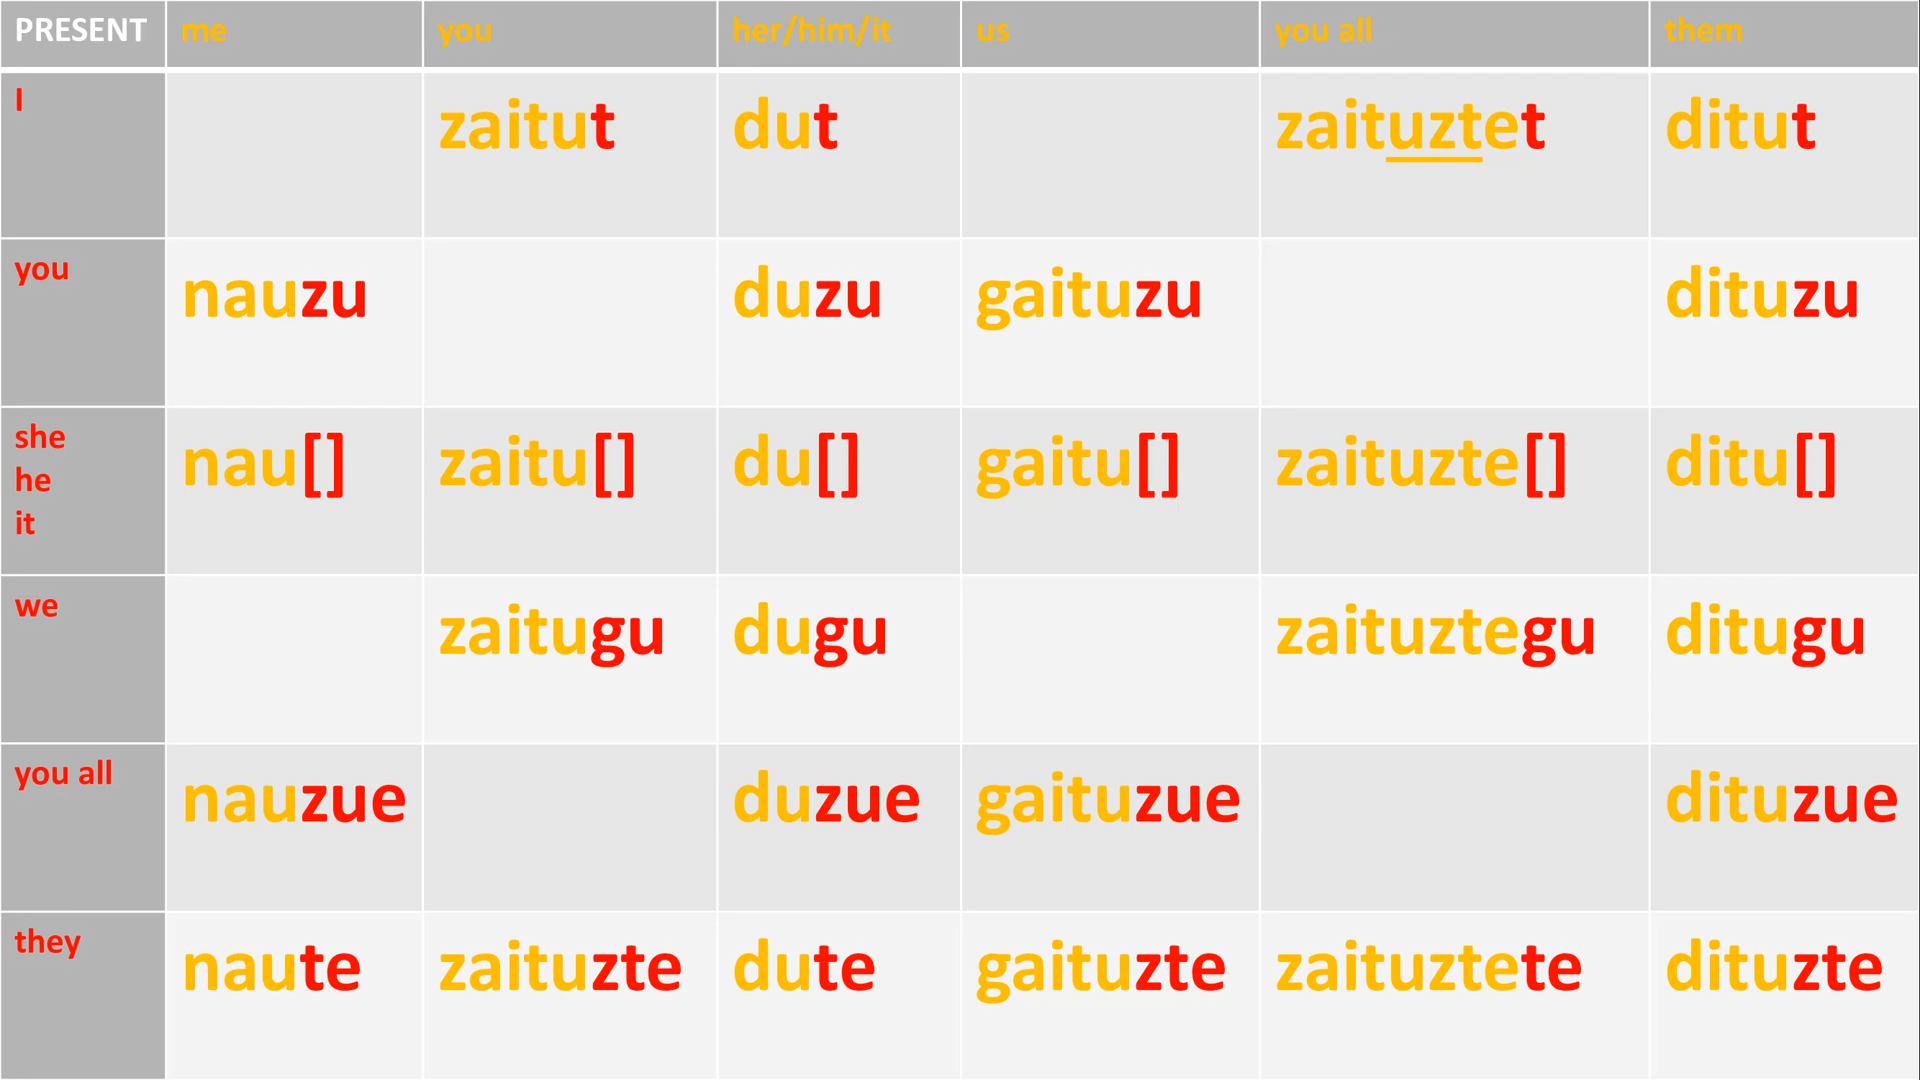 PRESENT me you her/him/it us you all them
I zaitut dut zaituztet ditut
you nauzu duzu gaituzu dituzu
she
he
it
nau[] zaitu[] du[] gaitu[] zaituzte[] ditu[]
we zaitugu dugu zaituztegu ditugu
you all nauzue duzue gaituzue dituzue
they naute zaituzte dute gaituzte zaituztete dituzte